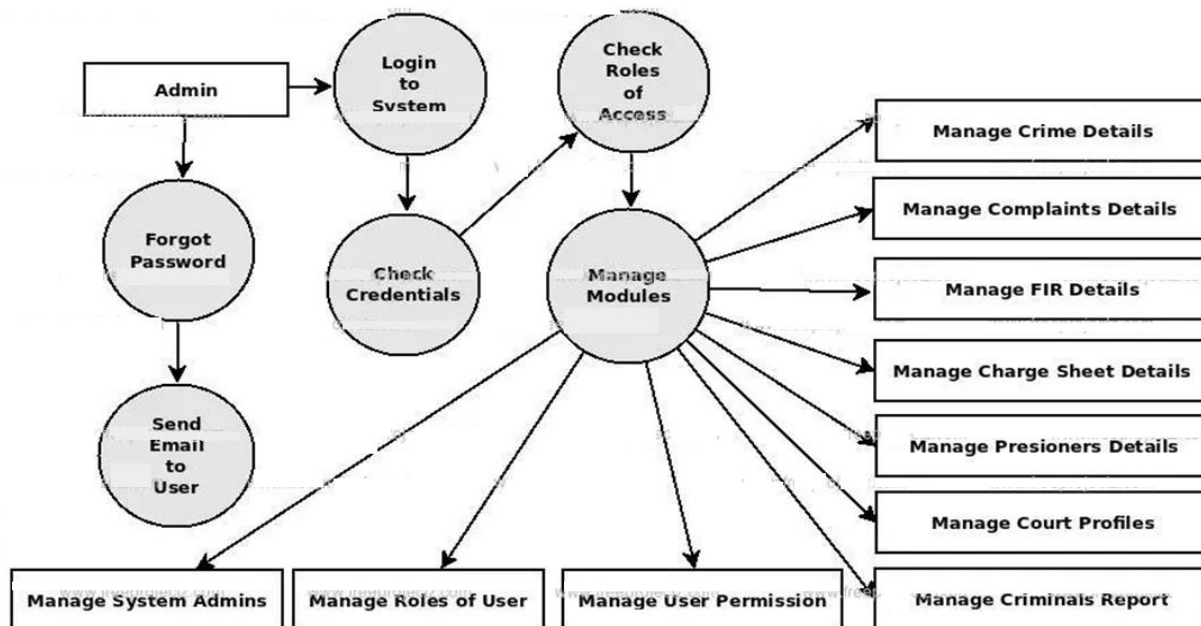 Admin
Login
to
System
Check
Roles
of
Access
Manage Crime Details
Manage Complaints Details
Forgot
Password
Check
Credentials
Manage
Modules
Manage FIR Details
Manage Charge Sheet Details
Send
Email
to
User
Manage Presioners Details
Manage Court Profiles
Manage System Admins
Manage Roles of User
Manage User Permission
Manage Criminals Report